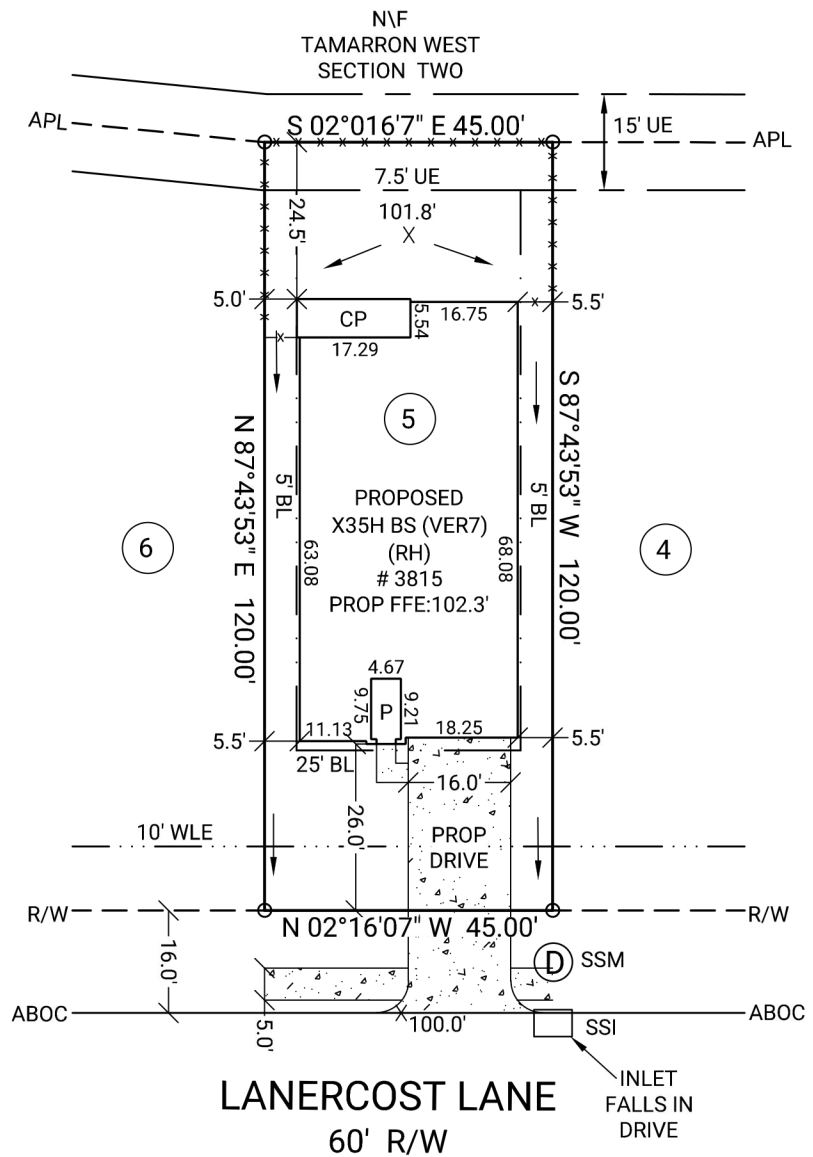 N\F
TAMARRON WEST
SECTION TWO
APL
S 02°016'7" E 45.00'
15' UE
APL
7.5' UE
24.5'
101.8'
X
5.0'
CP
5.54
16.75
5.5'
17.29
5
N 87°43'53" E 120.00'
S 87°43'53" W 120.00'
5' BL
5' BL
PROPOSED
X35H BS (VER7)
(RH)
# 3815
PROP FFE:102.3'
63.08
68.08
6
4
4.67
9.75
P
9.21
11.13
18.25
5.5'
5.5'
25' BL
16.0'
26.0'
10' WLE
PROP
DRIVE
R/W
N 02°16'07" W 45.00'
R/W
16.0'
D
SSM
ABOC
5.0'
100.0'
ABOC
SSI
LANERCOST LANE
60' R/W
INLET
FALLS IN
DRIVE